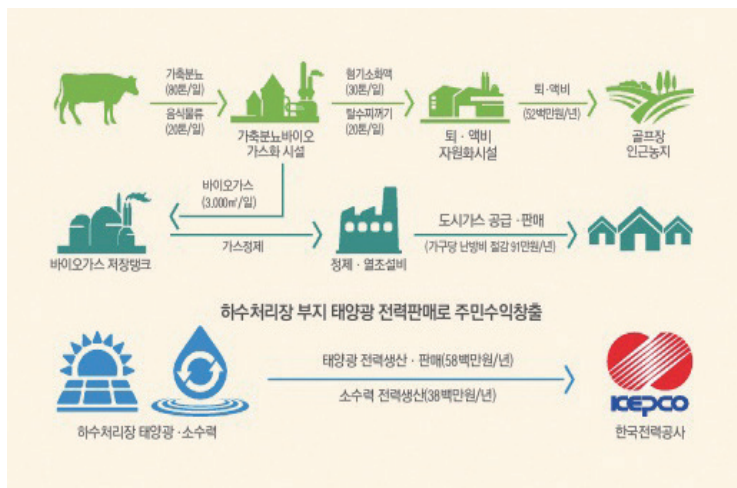 가축분뇨
(80톤/일)
음식물류
(20톤/일)
가축분뇨바이오
가스화 시설
혐기소화액
(30톤/일)
탈수찌꺼기
(20톤/일)
퇴 · 액비
자원화시설
퇴·액비
(52백만원/년)
골프장
인근농지
바이오가스
(3,000㎥/일)
바이오가스 저장탱크
가스정제
정제 · 열조설비
도시가스 공급 · 판매
(가구당 난방비 절감 91만원/년)
하수처리장 부지 태양광 전력판매로 주민수익창출
하수처리장 태양광 · 소수력
태양광 전력생산 · 판매(58백만원/년)
소수력 전력생산(38백만원/년)
KEPCO
한국전력공사